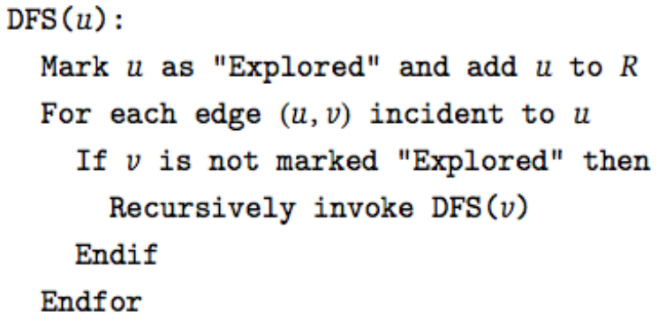 DFS(u):
Mark u as "Explored" and add u to R
For each edge (u, v) incident to u
If v is not marked "Explored" then
Recursively invoke DFS(v)
Endif
Endfor